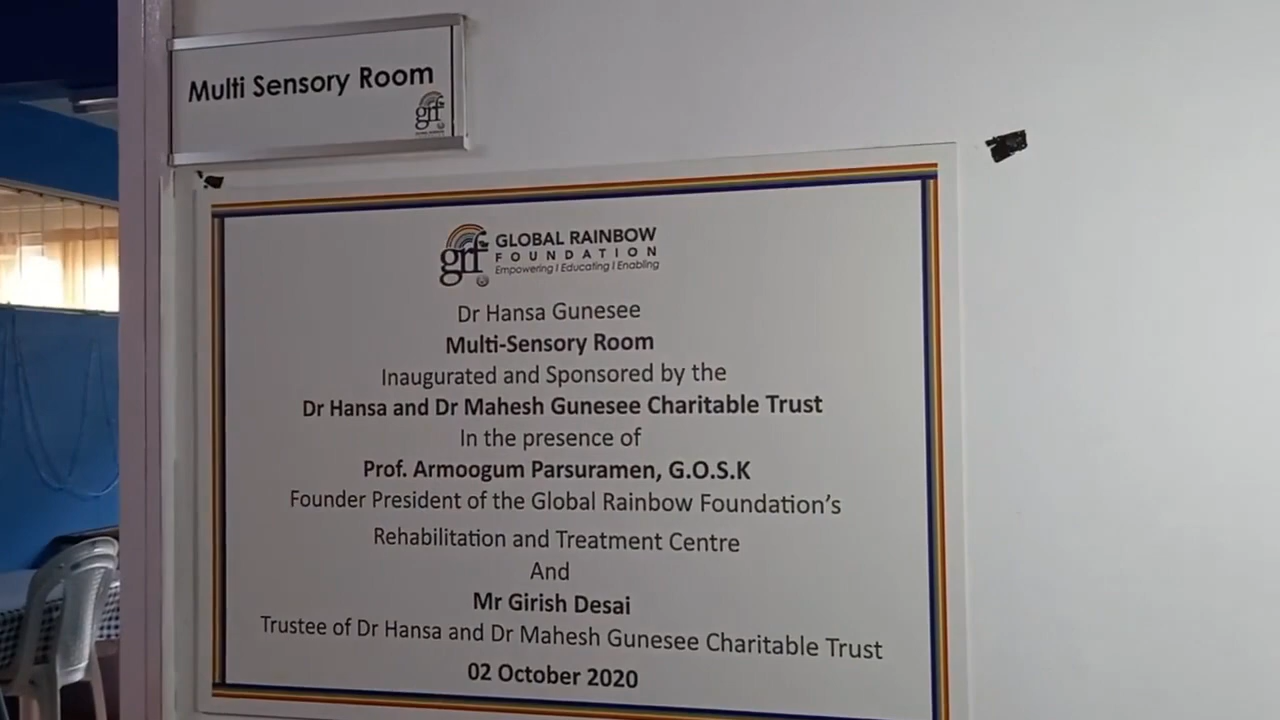 Multi Sensory Room
grf
grf
GLOBAL RAINBOW
FOUNDATION
Empowering I Educating I Enabling
Dr Hansa Gunesee
Multi-Sensory Room
Inaugurated and Sponsored by the
Dr Hansa and Dr Mahesh Gunesee Charitable Trust
In the presence of
Prof. Armoogum Parsuramen, G.O.S.K
Founder President of the Global Rainbow Foundation’s
Rehabilitation and Treatment Centre
And
Mr Girish Desai
Trustee of Dr Hansa and Dr Mahesh Gunesee Charitable Trust
02 October 2020